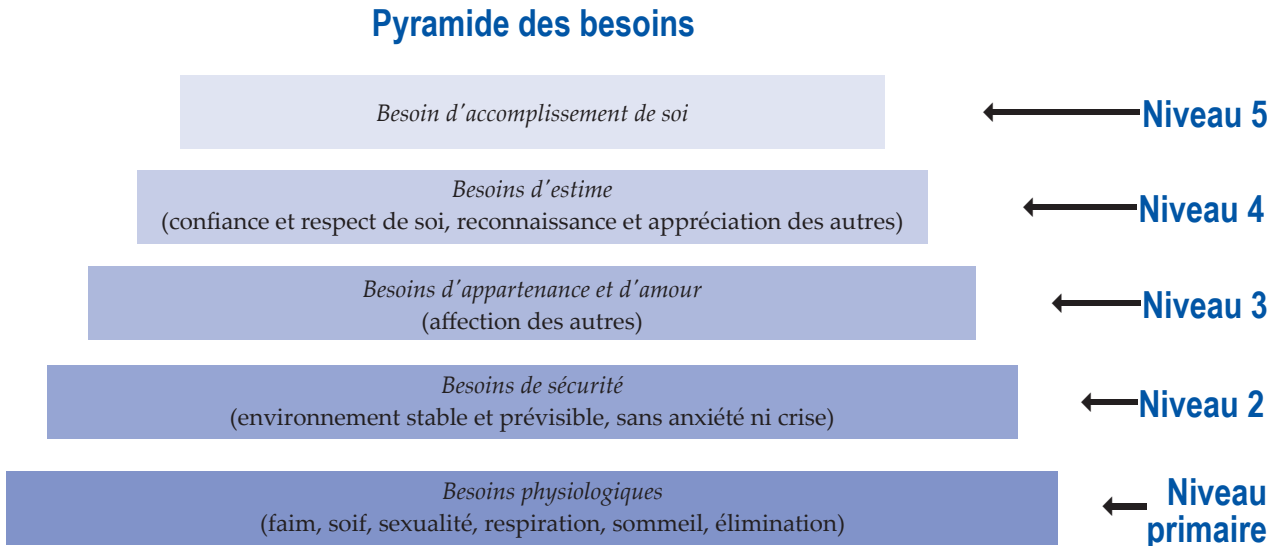 Pyramide des besoins
Besoin d'accomplissement de soi
Niveau 5
Besoins d'estime
(confiance et respect de soi, reconnaissance et appréciation des autres)
Niveau 4
Besoins d'appartenance et d'amour
(affection des autres)
Niveau 3
Besoins de sécurité
(environnement stable et prévisible, sans anxiété ni crise)
Niveau 2
Besoins physiologiques
(faim, soif, sexualité, respiration, sommeil, élimination)
Niveau
primaire